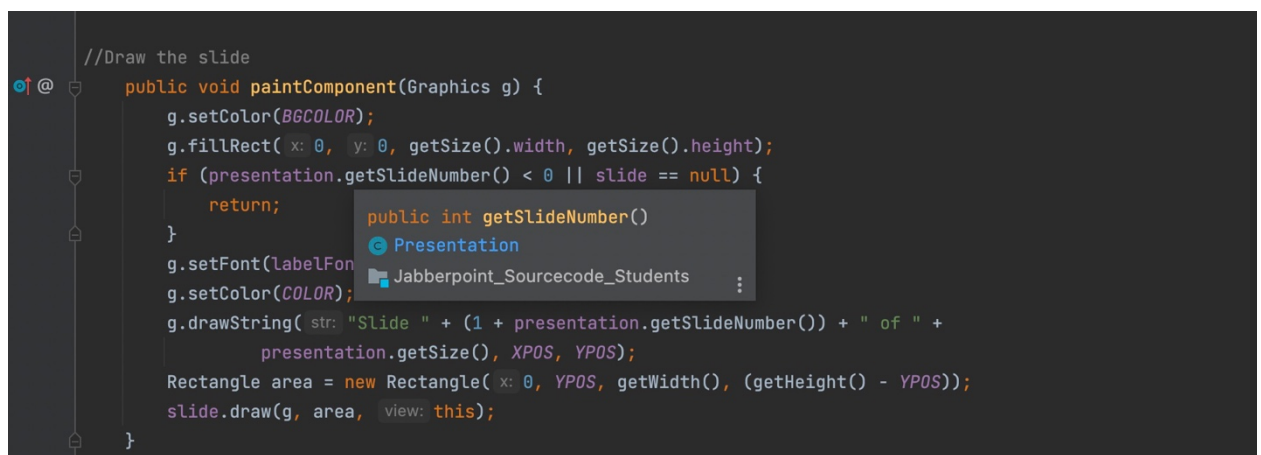 //Draw the slide
@ public void paintComponent(Graphics g) {
g.setColor(BGCOLOR);
g.fillRect( x: 0, y: 0, getSize().width, getSize().height);
if (presentation.getSlideNumber() < 0 || slide == null) {
return;
}
public int getSlideNumber()
Presentation
Jabberpoint_Sourcecode_Students
g.setFont(labelFon
g.setColor(COLOR);
g.drawString( str: "Slide " + (1 + presentation.getSlideNumber()) + " of " +
presentation.getSize(), XPOS, YPOS);
Rectangle area = new Rectangle( x: 0, YPOS, getWidth(), (getHeight() - YPOS));
slide.draw(g, area, view: this);
}